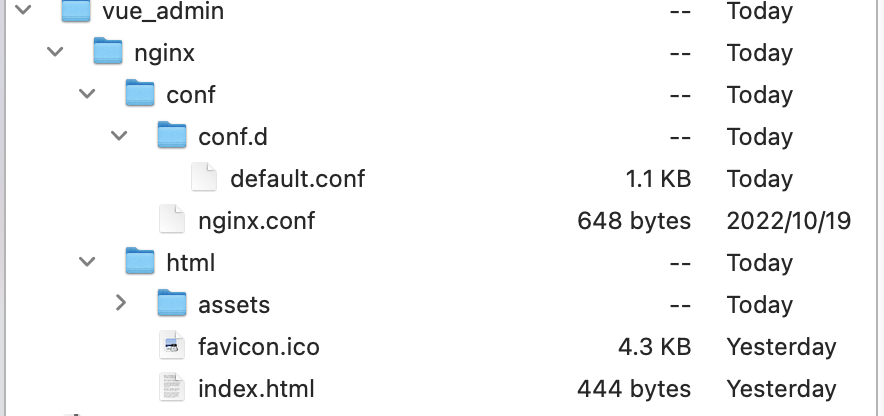 vue_admin -- Today
nginx -- Today
conf -- Today
conf.d -- Today
default.conf 1.1 KB Today
nginx.conf 648 bytes 2022/10/19
html -- Today
assets -- Today
favicon.ico 4.3 KB Yesterday
index.html 444 bytes Yesterday